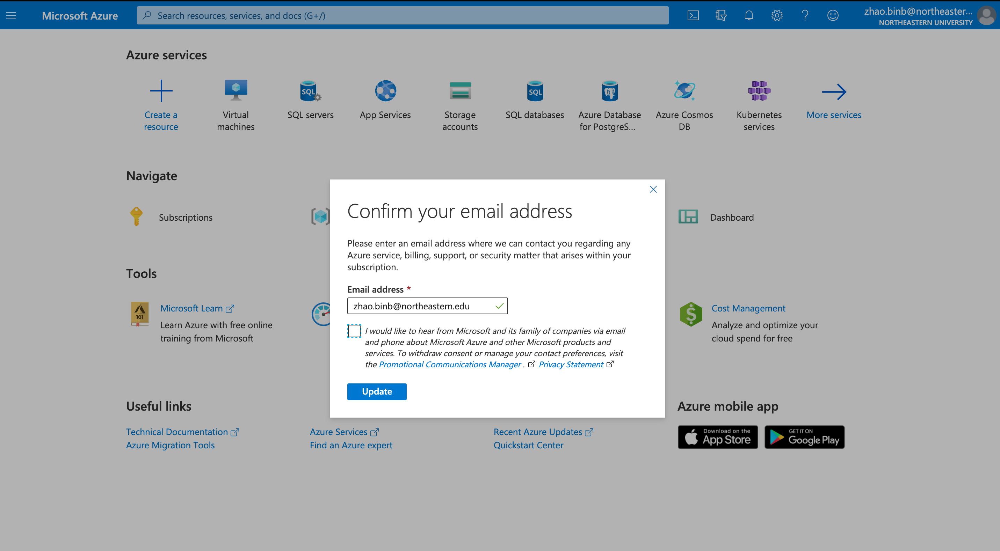 Microsoft Azure
Search resources, services, and docs (G+/)
zhao.binb@northeaster...
NORTHEASTERN UNIVERSITY
Azure services
Create a
resource
Virtual
machines
SQL
SQL servers
App Services
Storage
accounts
SQL
SQL databases
Azure Database
for PostgreS...
Azure Cosmos
DB
Kubernetes
services
More services
Navigate
Subscriptions
Dashboard
Confirm your email address
Please enter an email address where we can contact you regarding any
Azure service, billing, support, or security matter that arises within your
subscription.
Email address *
zhao.binb@northeastern.edu
I would like to hear from Microsoft and its family of companies via email
and phone about Microsoft Azure and other Microsoft products and
services. To withdraw consent or manage your contact preferences, visit
the Promotional Communications Manager . Privacy Statement
Update
Tools
101
Microsoft Learn
Learn Azure with free online
training from Microsoft
$
Cost Management
Analyze and optimize your
cloud spend for free
Useful links
Technical Documentation
Azure Services
Recent Azure Updates
Azure Migration Tools
Find an Azure expert
Quickstart Center
Azure mobile app
Download on the
App Store
GET IT ON
Google Play